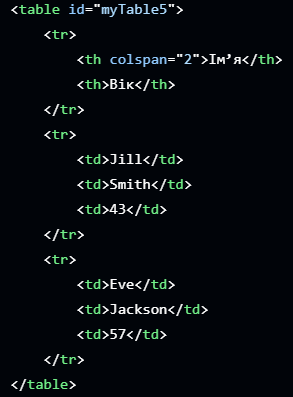 <table id="myTable5">
<tr>
<th colspan="2">Ім’я</th>
<th>Вік</th>
</tr>
<tr>
<td>Jill</td>
<td>Smith</td>
<td>43</td>
</tr>
<tr>
<td>Eve</td>
<td>Jackson</td>
<td>57</td>
</tr>
</table>